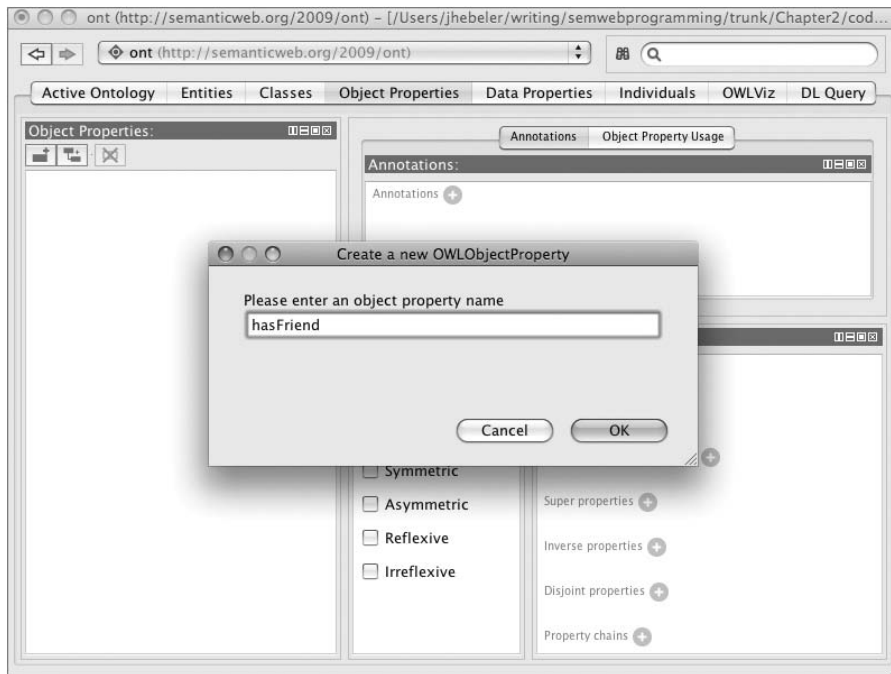 ont (http://semanticweb.org/2009/ont) – [/Users/jhebeler/writing/semwebprogramming/trunk/Chapter2/cod...
ont (http://semanticweb.org/2009/ont)
Active Ontology Entities Classes Object Properties Data Properties Individuals OWLViz DL Query
Object Properties:
Annotations Object Property Usage
Annotations:
Annotations
Create a new OWLObjectProperty
Please enter an object property name
hasFriend
Cancel OK
Symmetric
Asymmetric
Reflexive
Irreflexive
Super properties
Inverse properties
Disjoint properties
Property chains